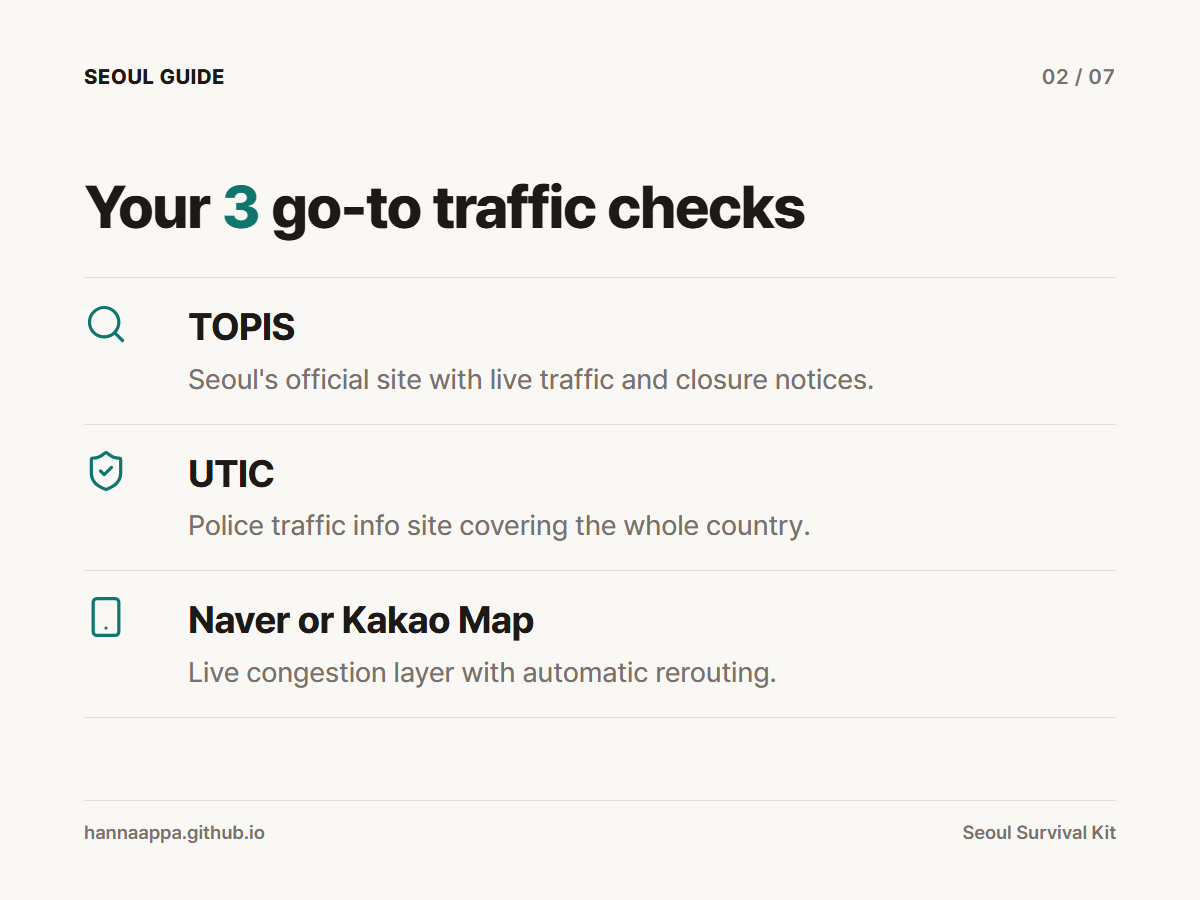 SEOUL GUIDE
02 / 07
Your 3 go-to traffic checks
TOPIS
Seoul's official site with live traffic and closure notices.
UTIC
Police traffic info site covering the whole country.
Naver or Kakao Map
Live congestion layer with automatic rerouting.
hannaappa.github.io
Seoul Survival Kit